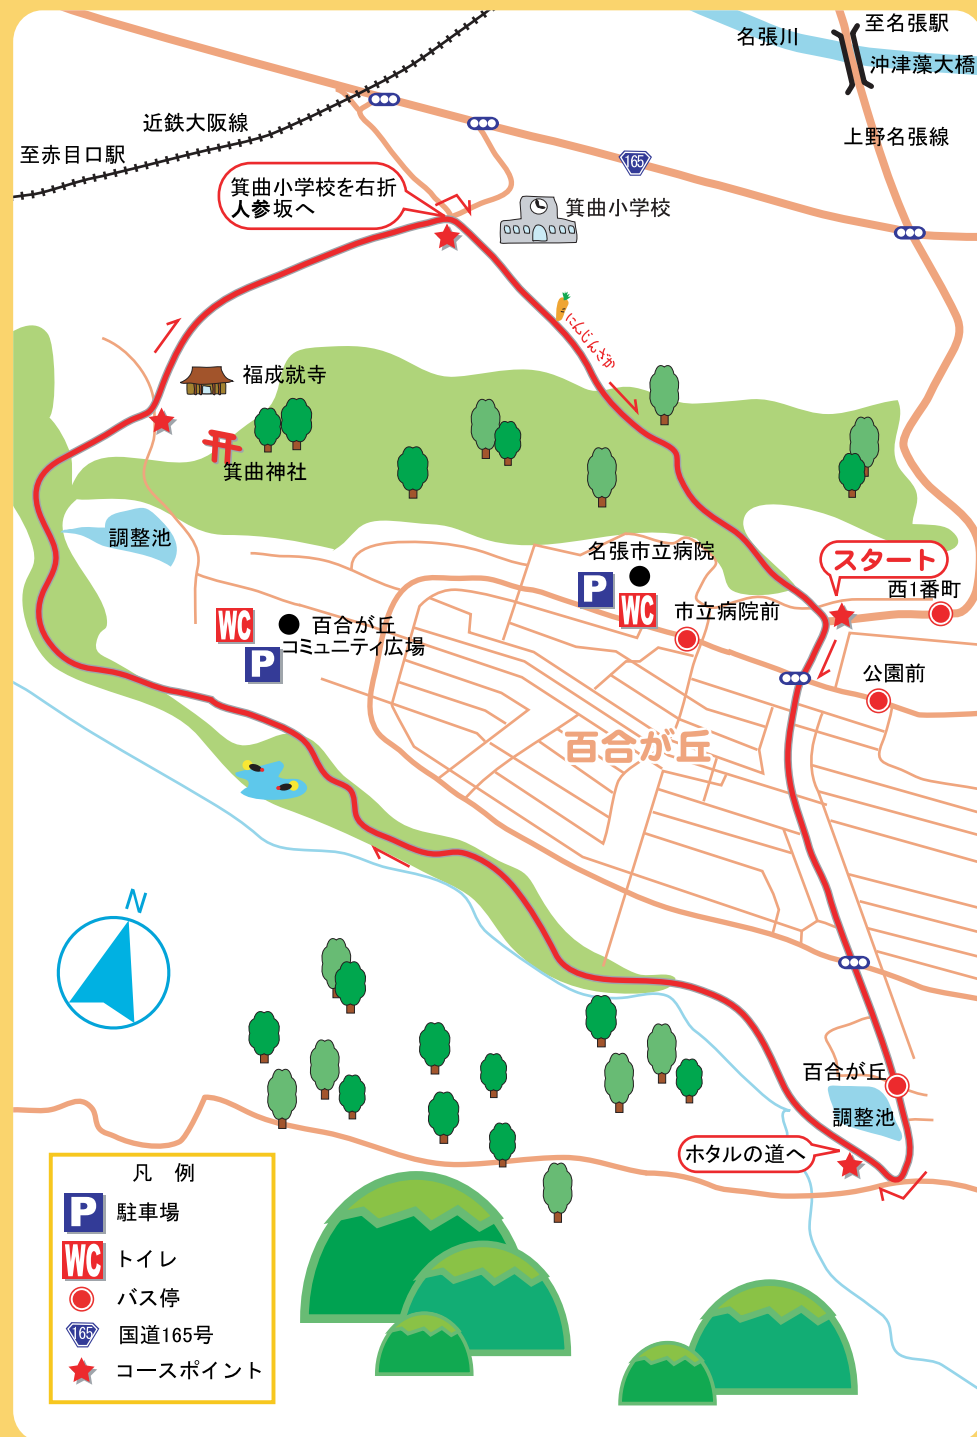 至名張駅
名張川
沖津藻大橋
近鉄大阪線
上野名張線
至赤目口駅
165
箕曲小学校を右折
人参坂へ
箕曲小学校
にんじんざか
福成就寺
箕曲神社
調整池
名張市立病院
スタート
P
西1番町
WC
市立病院前
WC
百合が丘
コミュニティ広場
P
公園前
百合が丘
N
百合が丘
調整池
ホタルの道へ
凡 例
P 駐車場
WC トイレ
バス停
165 国道165号
コースポイント